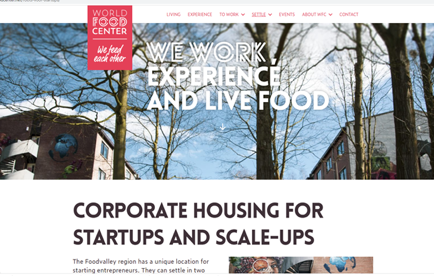 WORLD
FOOD
CENTER
We feed
each other
LIVING EXPERIENCE TO WORK SETTLE EVENTS ABOUT WFC CONTACT
WE WORK,
EXPERIENCE
AND LIVE FOOD
CORPORATE HOUSING FOR
STARTUPS AND SCALE-UPS
The Foodvalley region has a unique location for
starting entrepreneurs. They can settle in two